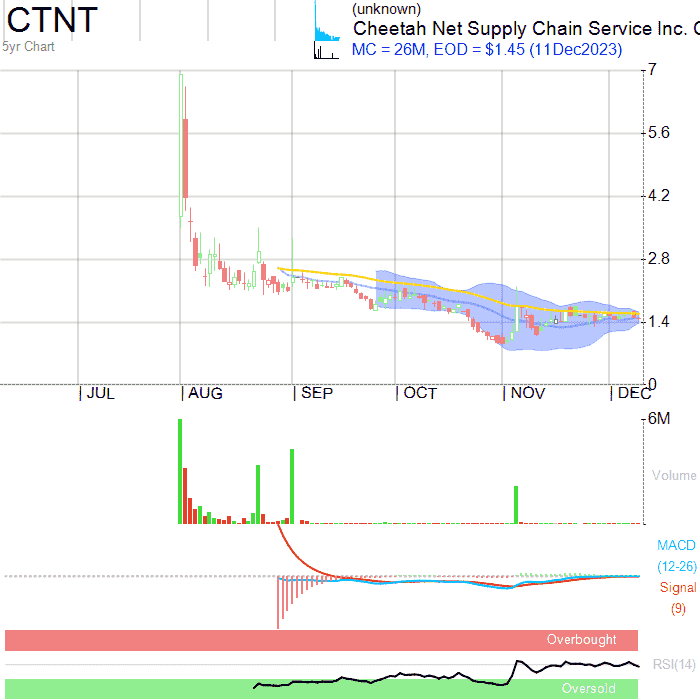 CTNT
5yr Chart
(unknown)
Cheetah Net Supply Chain Service Inc.
MC = 26M, EOD = $1.45 (11Dec2023)
7
5.6
4.2
2.8
1.4
0
JUL AUG SEP OCT NOV DEC
6M
Volume
MACD
(12-26)
Signal
(9)
Overbought
RSI(14)
Oversold